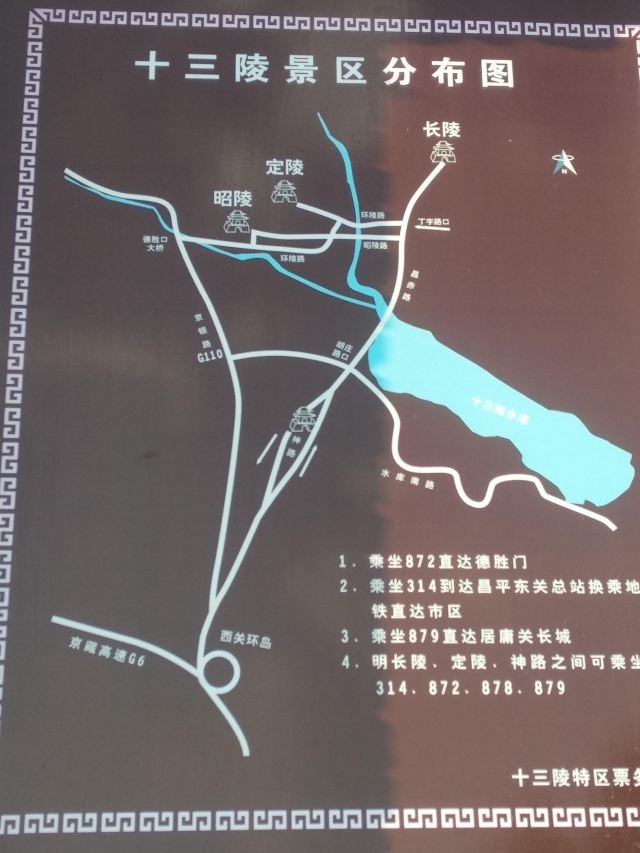 十三陵景区分布图
长陵
定陵
昭陵
N
环陵路
丁字路口
德胜口
大桥
昭陵路
环陵路
昌赤路
京银路
G110
胡庄
路口
十三陵水库
神路
水库南路
1、乘坐872直达德胜门
2、乘坐314到达昌平东关总站换乘地
铁直达市区
3、乘坐879直达居庸关长城
4、明长陵、定陵、神路之间可乘坐
314、872、878、879
西关环岛
京藏高速G6
十三陵特区票务